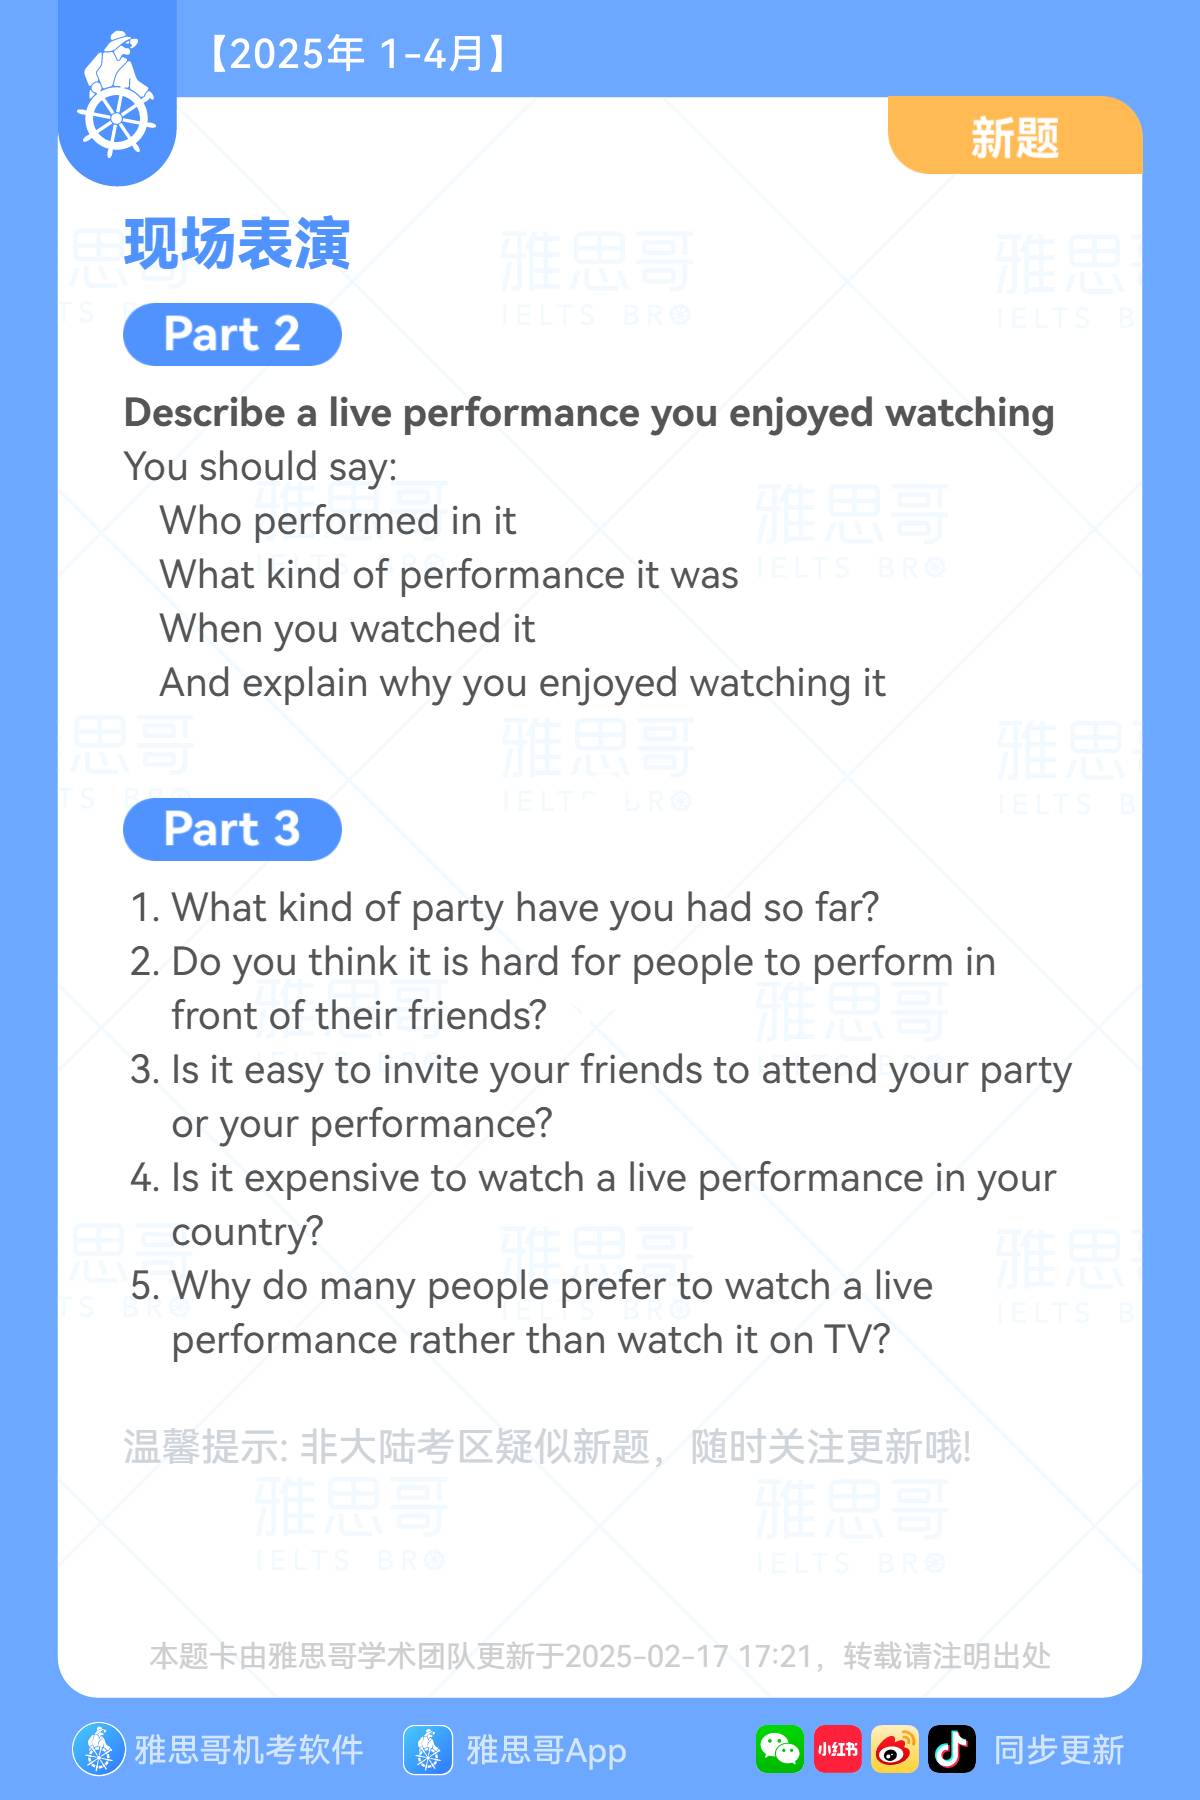 【2025年 1-4月】
新题
现场表演
Part 2
Describe a live performance you enjoyed watching
You should say:
Who performed in it
What kind of performance it was
When you watched it
And explain why you enjoyed watching it
Part 3
1. What kind of party have you had so far?
2. Do you think it is hard for people to perform in
front of their friends?
3. Is it easy to invite your friends to attend your party
or your performance?
4. Is it expensive to watch a live performance in your
country?
5. Why do many people prefer to watch a live
performance rather than watch it on TV?
温馨提示: 非大陆考区疑似新题，随时关注更新哦!
雅思哥
IELTS BRO
本题卡由雅思哥学术团队更新于2025-02-17 17:21，转载请注明出处
雅思哥机考软件 雅思哥App 小红书 同步更新